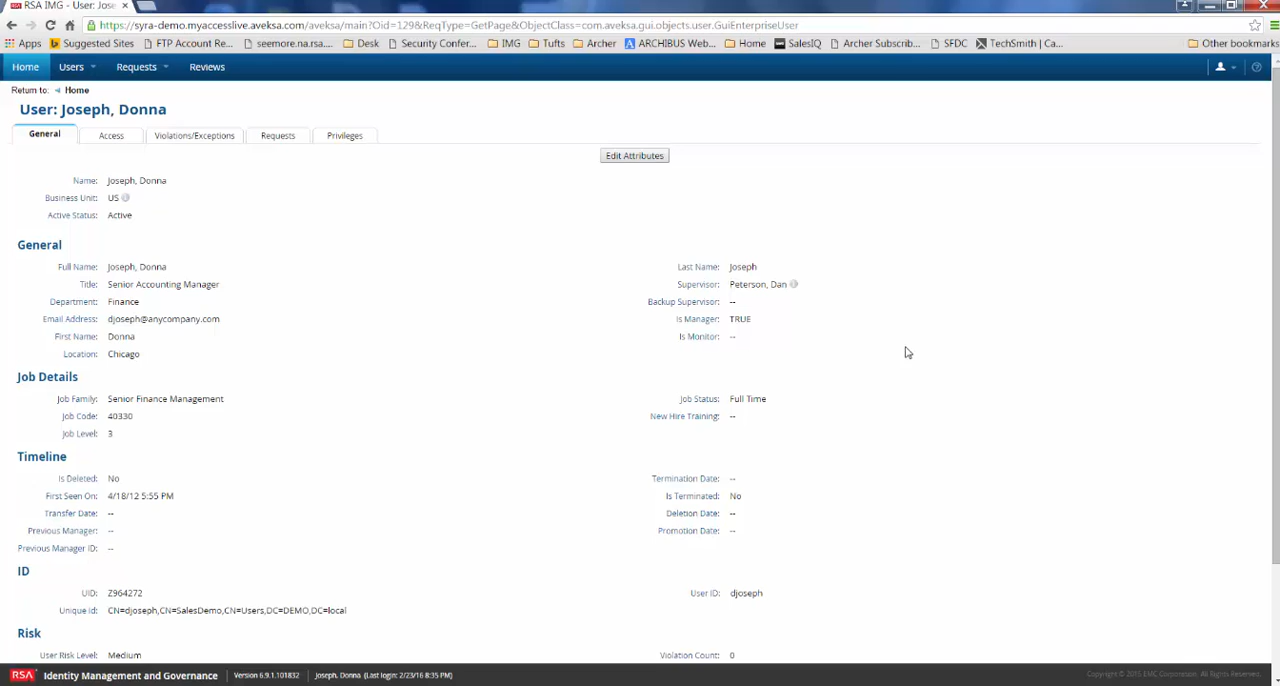 RSA IMG - User: Jose
https://syra-demo.myaccesslive.aveksa.com/aveksa/main?Oid=129&ReqType=GetPage&ObjectClass=com.aveksa.gui.objects.user.GuiEnterpriseUser
Apps Suggested Sites FTP Account Re... seemore.na.rsa.... Desk Security Confer... IMG Tufts Archer ARCHIBUS Web... Home SalesIQ Archer Subscrib... SFDC TechSmith | Ca... Other bookmarks
Home Users Requests Reviews
Return to: Home
User: Joseph, Donna
General Access Violations/Exceptions Requests Privileges
Edit Attributes
Name: Joseph, Donna
Business Unit: US
Active Status: Active
General
Full Name: Joseph, Donna Last Name: Joseph
Title: Senior Accounting Manager Supervisor: Peterson, Dan
Department: Finance Backup Supervisor: --
Email Address: djoseph@anycompany.com Is Manager: TRUE
First Name: Donna Is Monitor: --
Location: Chicago
Job Details
Job Family: Senior Finance Management Job Status: Full Time
Job Code: 40330 New Hire Training: --
Job Level: 3
Timeline
Is Deleted: No Termination Date: --
First Seen On: 4/18/12 5:55 PM Is Terminated: No
Transfer Date: -- Deletion Date: --
Previous Manager: -- Promotion Date: --
Previous Manager ID: --
ID
UID: Z964272 User ID: djoseph
Unique Id: CN=djoseph,CN=SalesDemo,CN=Users,DC=DEMO,DC=local
Risk
User Risk Level: Medium Violation Count: 0
RSA Identity Management and Governance Version 6.9.1.101832 Joseph, Donna (Last login: 2/23/16 8:35 PM) Copyright © 2015 EMC Corporation. All Rights Reserved.